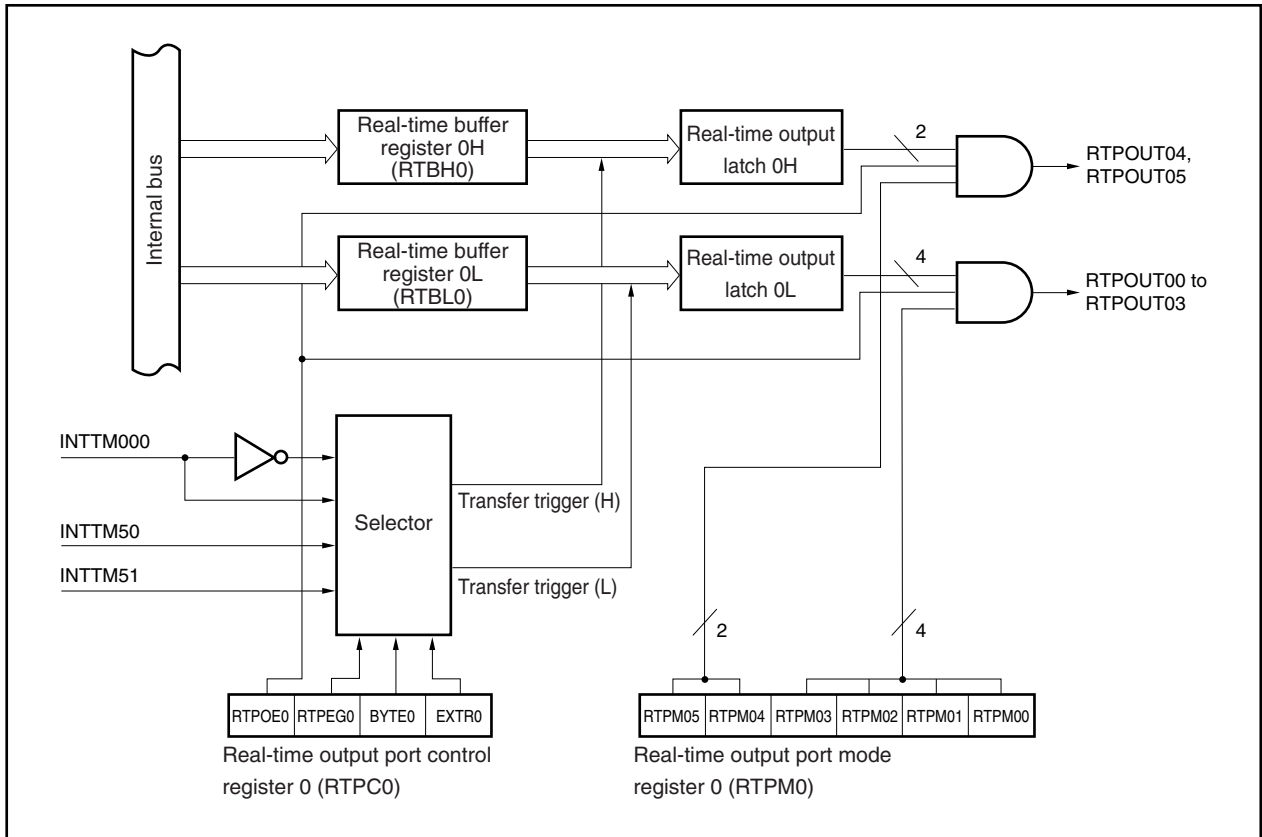 Internal bus
Real-time buffer
register 0H
(RTBH0)
Real-time output
latch 0H
2
RTPOUT04,
RTPOUT05
Real-time buffer
register 0L
(RTBL0)
Real-time output
latch 0L
4
RTPOUT00 to
RTPOUT03
INTTM000
INTTM50
INTTM51
Selector
Transfer trigger (H)
Transfer trigger (L)
2
4
RTPOE0 RTPEG0 BYTE0 EXTR0
Real-time output port control
register 0 (RTPC0)
RTPM05 RTPM04 RTPM03 RTPM02 RTPM01 RTPM00
Real-time output port mode
register 0 (RTPM0)